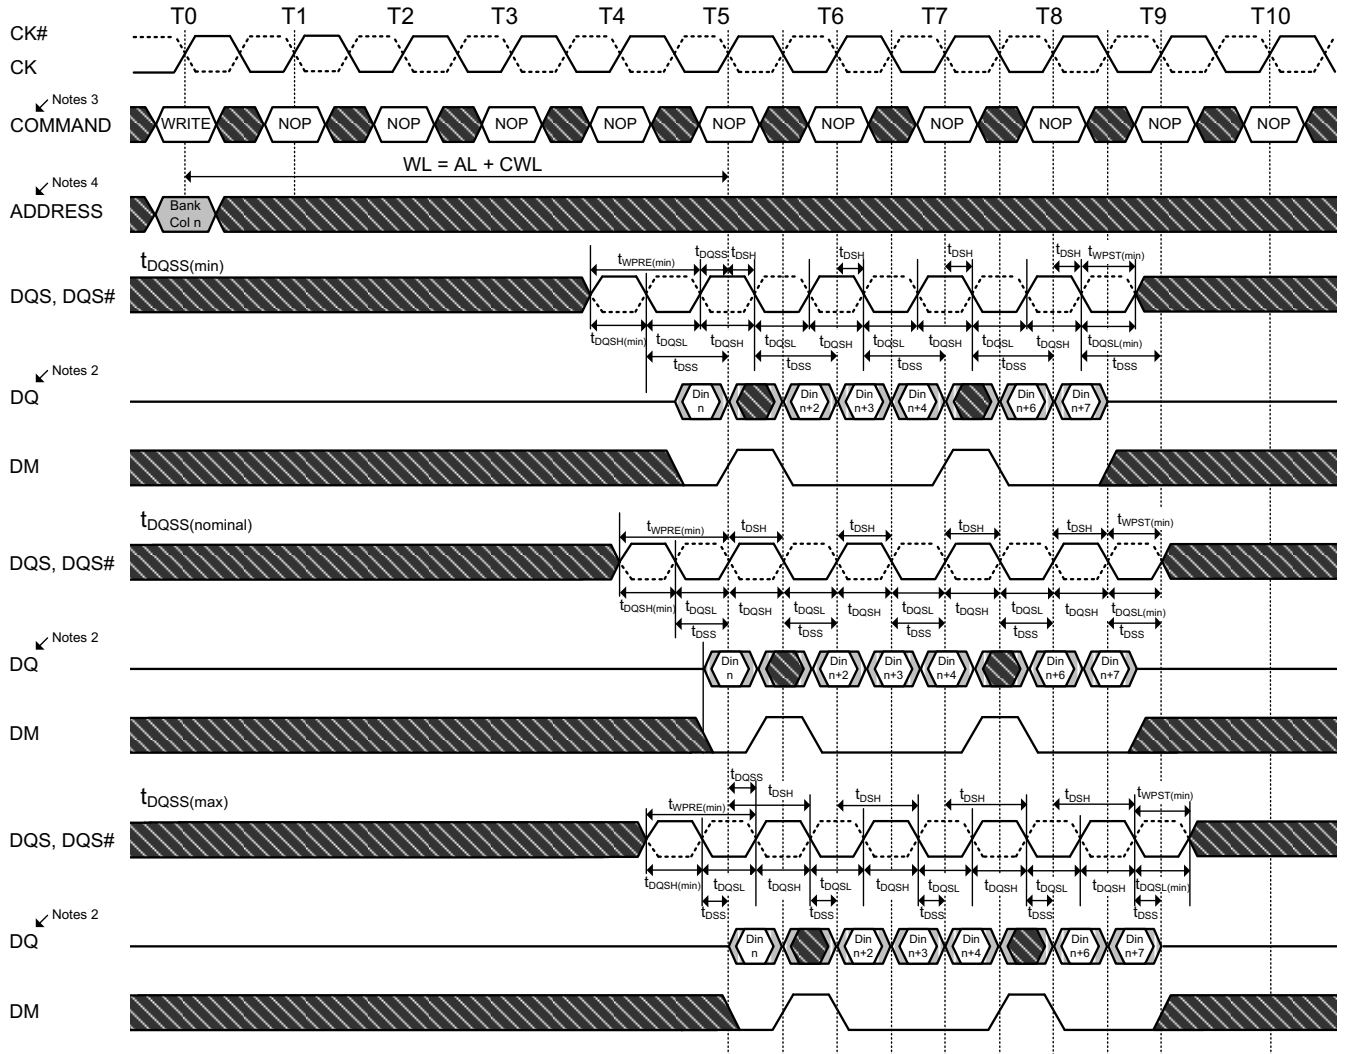 T0 T1 T2 T3 T4 T5 T6 T7 T8 T9 T10
CK#
CK
Notes 3
COMMAND WRITE NOP NOP NOP NOP NOP NOP NOP NOP NOP NOP
WL = AL + CWL
Notes 4
ADDRESS
Bank
Col n
tDQSS(min)
tWPRE(min) tDQSS tDSH tDSH tDSH tDSH tWPST(min)
DQS, DQS#
tDQSH(min) tDQSL tDQSH tDQSL tDQSH tDQSL tDQSH tDQSL tDQSH tDQSL(min)
tDSS tDSS tDSS tDSS tDSS
Notes 2
DQ
Din n Din n+2 Din n+3 Din n+4 Din n+6 Din n+7
DM
tDQSS(nominal)
tWPRE(min) tDSH tDSH tDSH tDSH tWPST(min)
DQS, DQS#
tDQSH(min) tDQSL tDQSH tDQSL tDQSH tDQSL tDQSH tDQSL tDQSH tDQSL(min)
tDSS tDSS tDSS tDSS tDSS
Notes 2
DQ
Din n Din n+2 Din n+3 Din n+4 Din n+6 Din n+7
DM
tDQSS
tDQSS(max)
tWPRE(min) tDSH tDSH tDSH tDSH tWPST(min)
DQS, DQS#
tDQSH(min) tDQSL tDQSH tDQSL tDQSH tDQSL tDQSH tDQSL tDQSH tDQSL(min)
tDSS tDSS tDSS tDSS tDSS
Notes 2
DQ
Din n Din n+2 Din n+3 Din n+4 Din n+6 Din n+7
DM